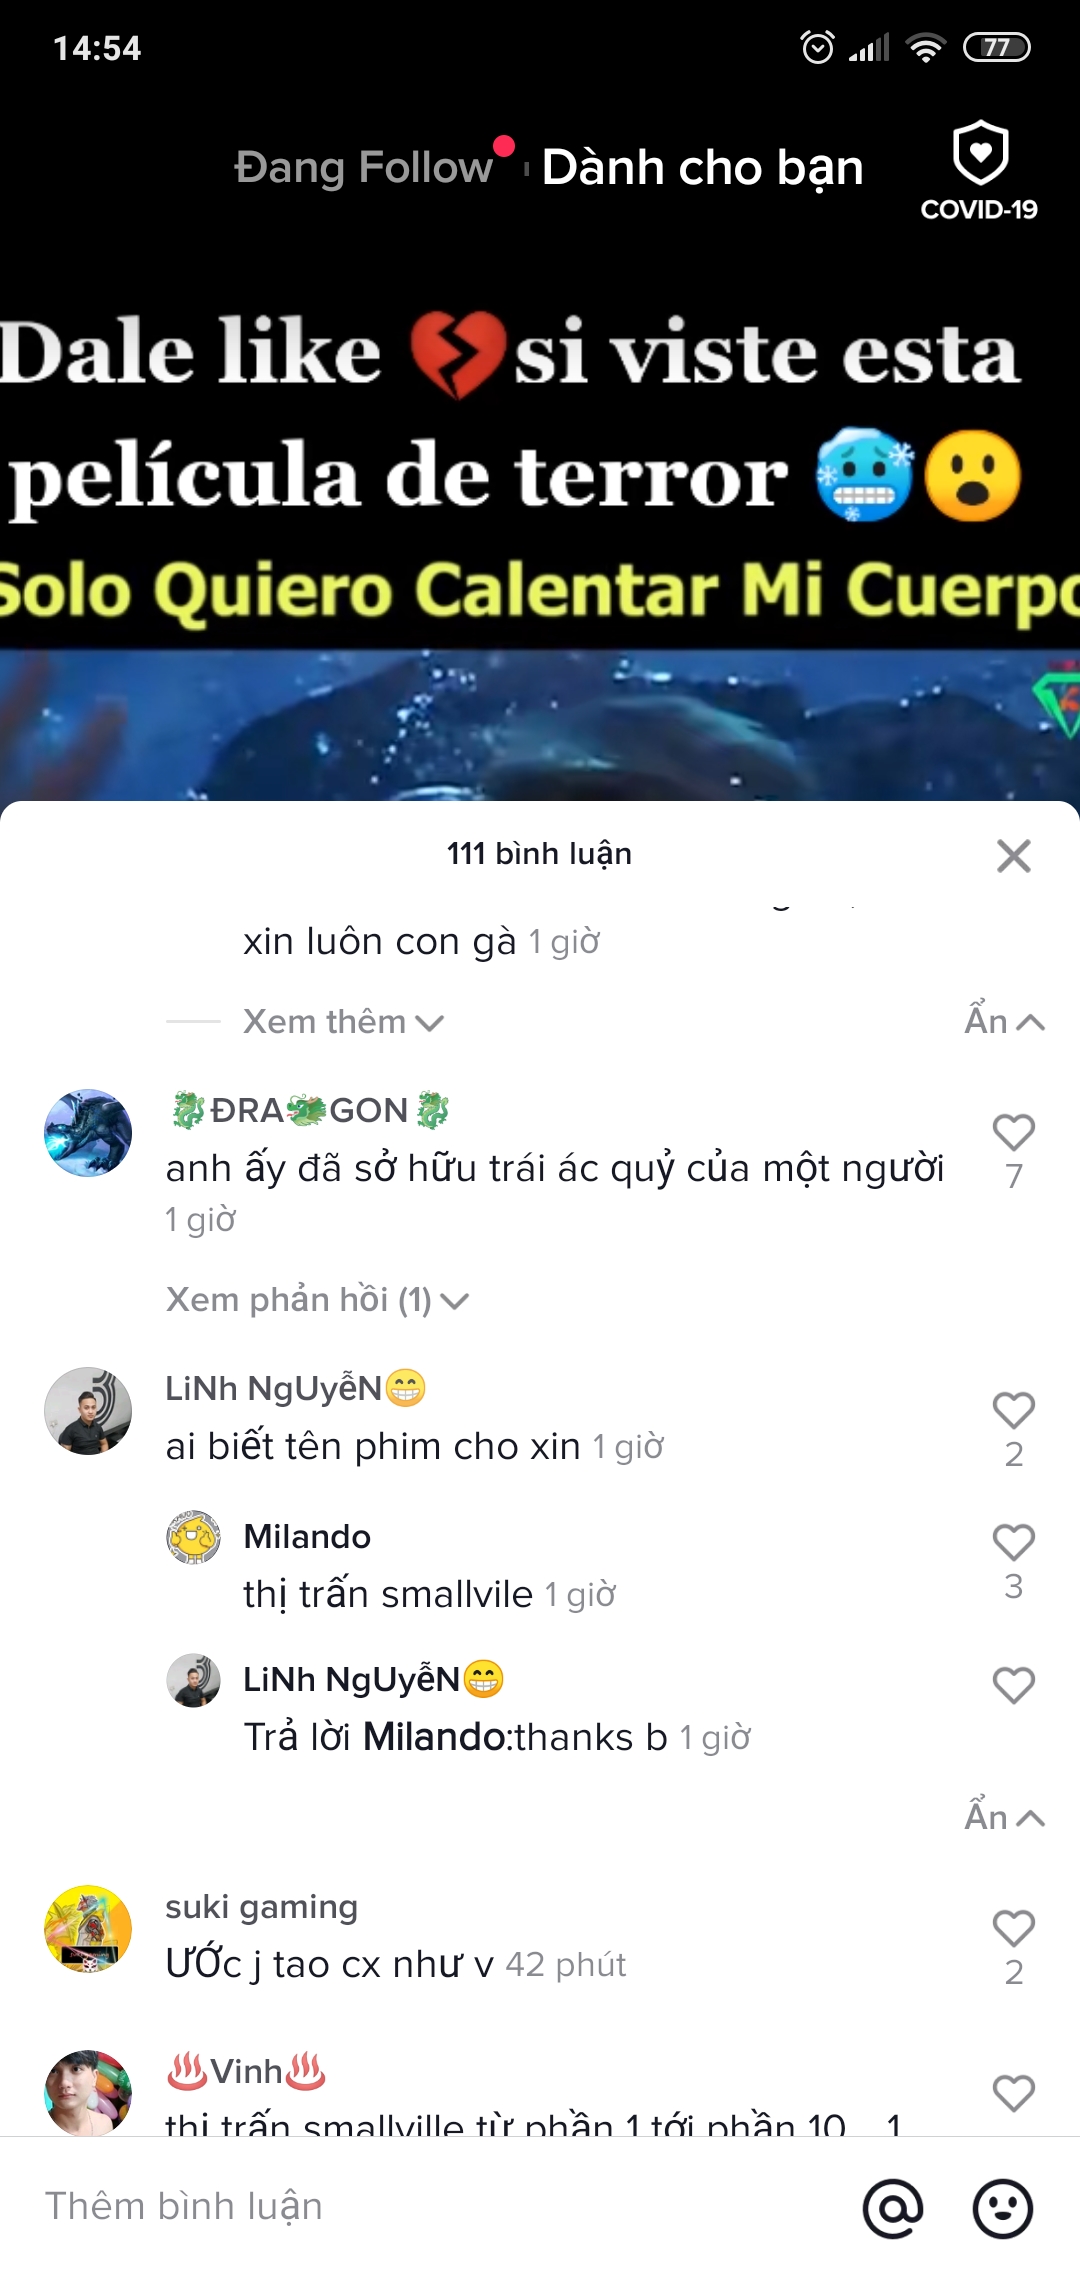 14:54
77
Đang Follow
Dành cho bạn
COVID-19
Dale like 💔si viste esta
película de terror 🥶😮
Solo Quiero Calentar Mi Cuerpo
111 bình luận
xin luôn con gà 1 giờ
Xem thêm
Ẩn
🐉ĐRA🐲GON🐉
anh ấy đã sở hữu trái ác quỷ của một người
1 giờ
7
Xem phản hồi (1)
LiNh NgUyễN😁
ai biết tên phim cho xin 1 giờ
2
Milando
thị trấn smallvile 1 giờ
3
LiNh NgUyễN😁
Trả lời Milando:thanks b 1 giờ
Ẩn
suki gaming
ƯỚc j tao cx như v 42 phút
2
♨️Vinh♨️
thị trấn smallville từ phần 1 tới phần 10... 1
Thêm bình luận